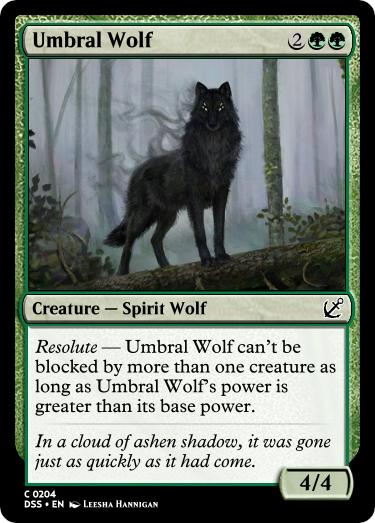 Umbral Wolf 2
Creature — Spirit Wolf
Resolute — Umbral Wolf can't be
blocked by more than one creature as
long as Umbral Wolf's power is
greater than its base power.
In a cloud of ashen shadow, it was gone
just as quickly as it had come.
4/4
C 0204
DSS • EN Leesha Hannigan